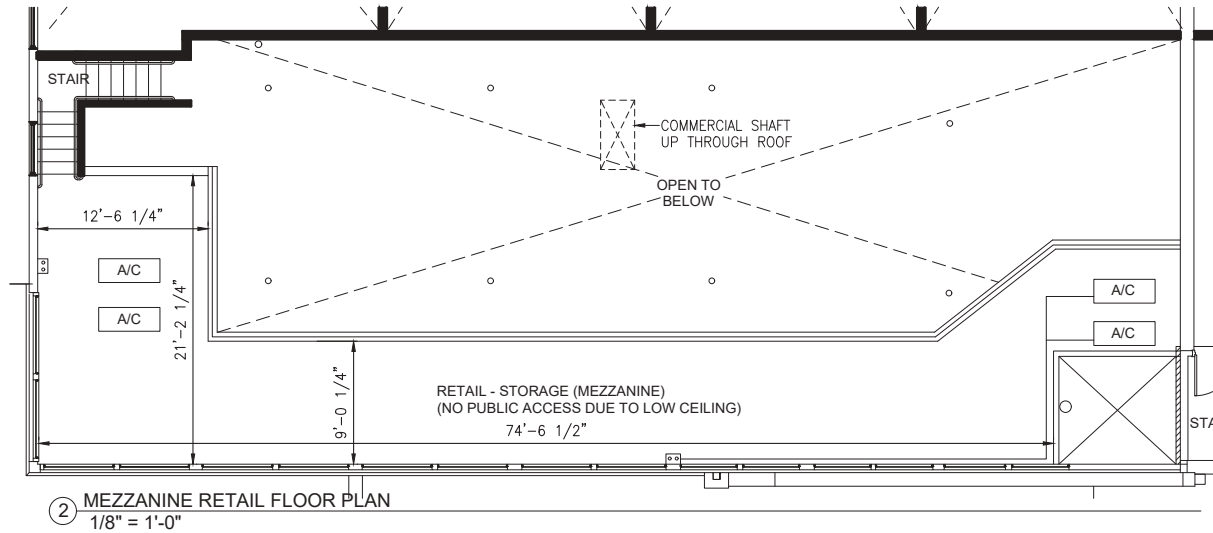 STAIR
COMMERCIAL SHAFT
UP THROUGH ROOF
OPEN TO
BELOW
12'-6 1/4"
A/C
A/C
21'-2 1/4"
A/C
A/C
9'-0 1/4"
RETAIL - STORAGE (MEZZANINE)
(NO PUBLIC ACCESS DUE TO LOW CEILING)
74'-6 1/2"
STA
2 MEZZANINE RETAIL FLOOR PLAN
1/8" = 1'-0"